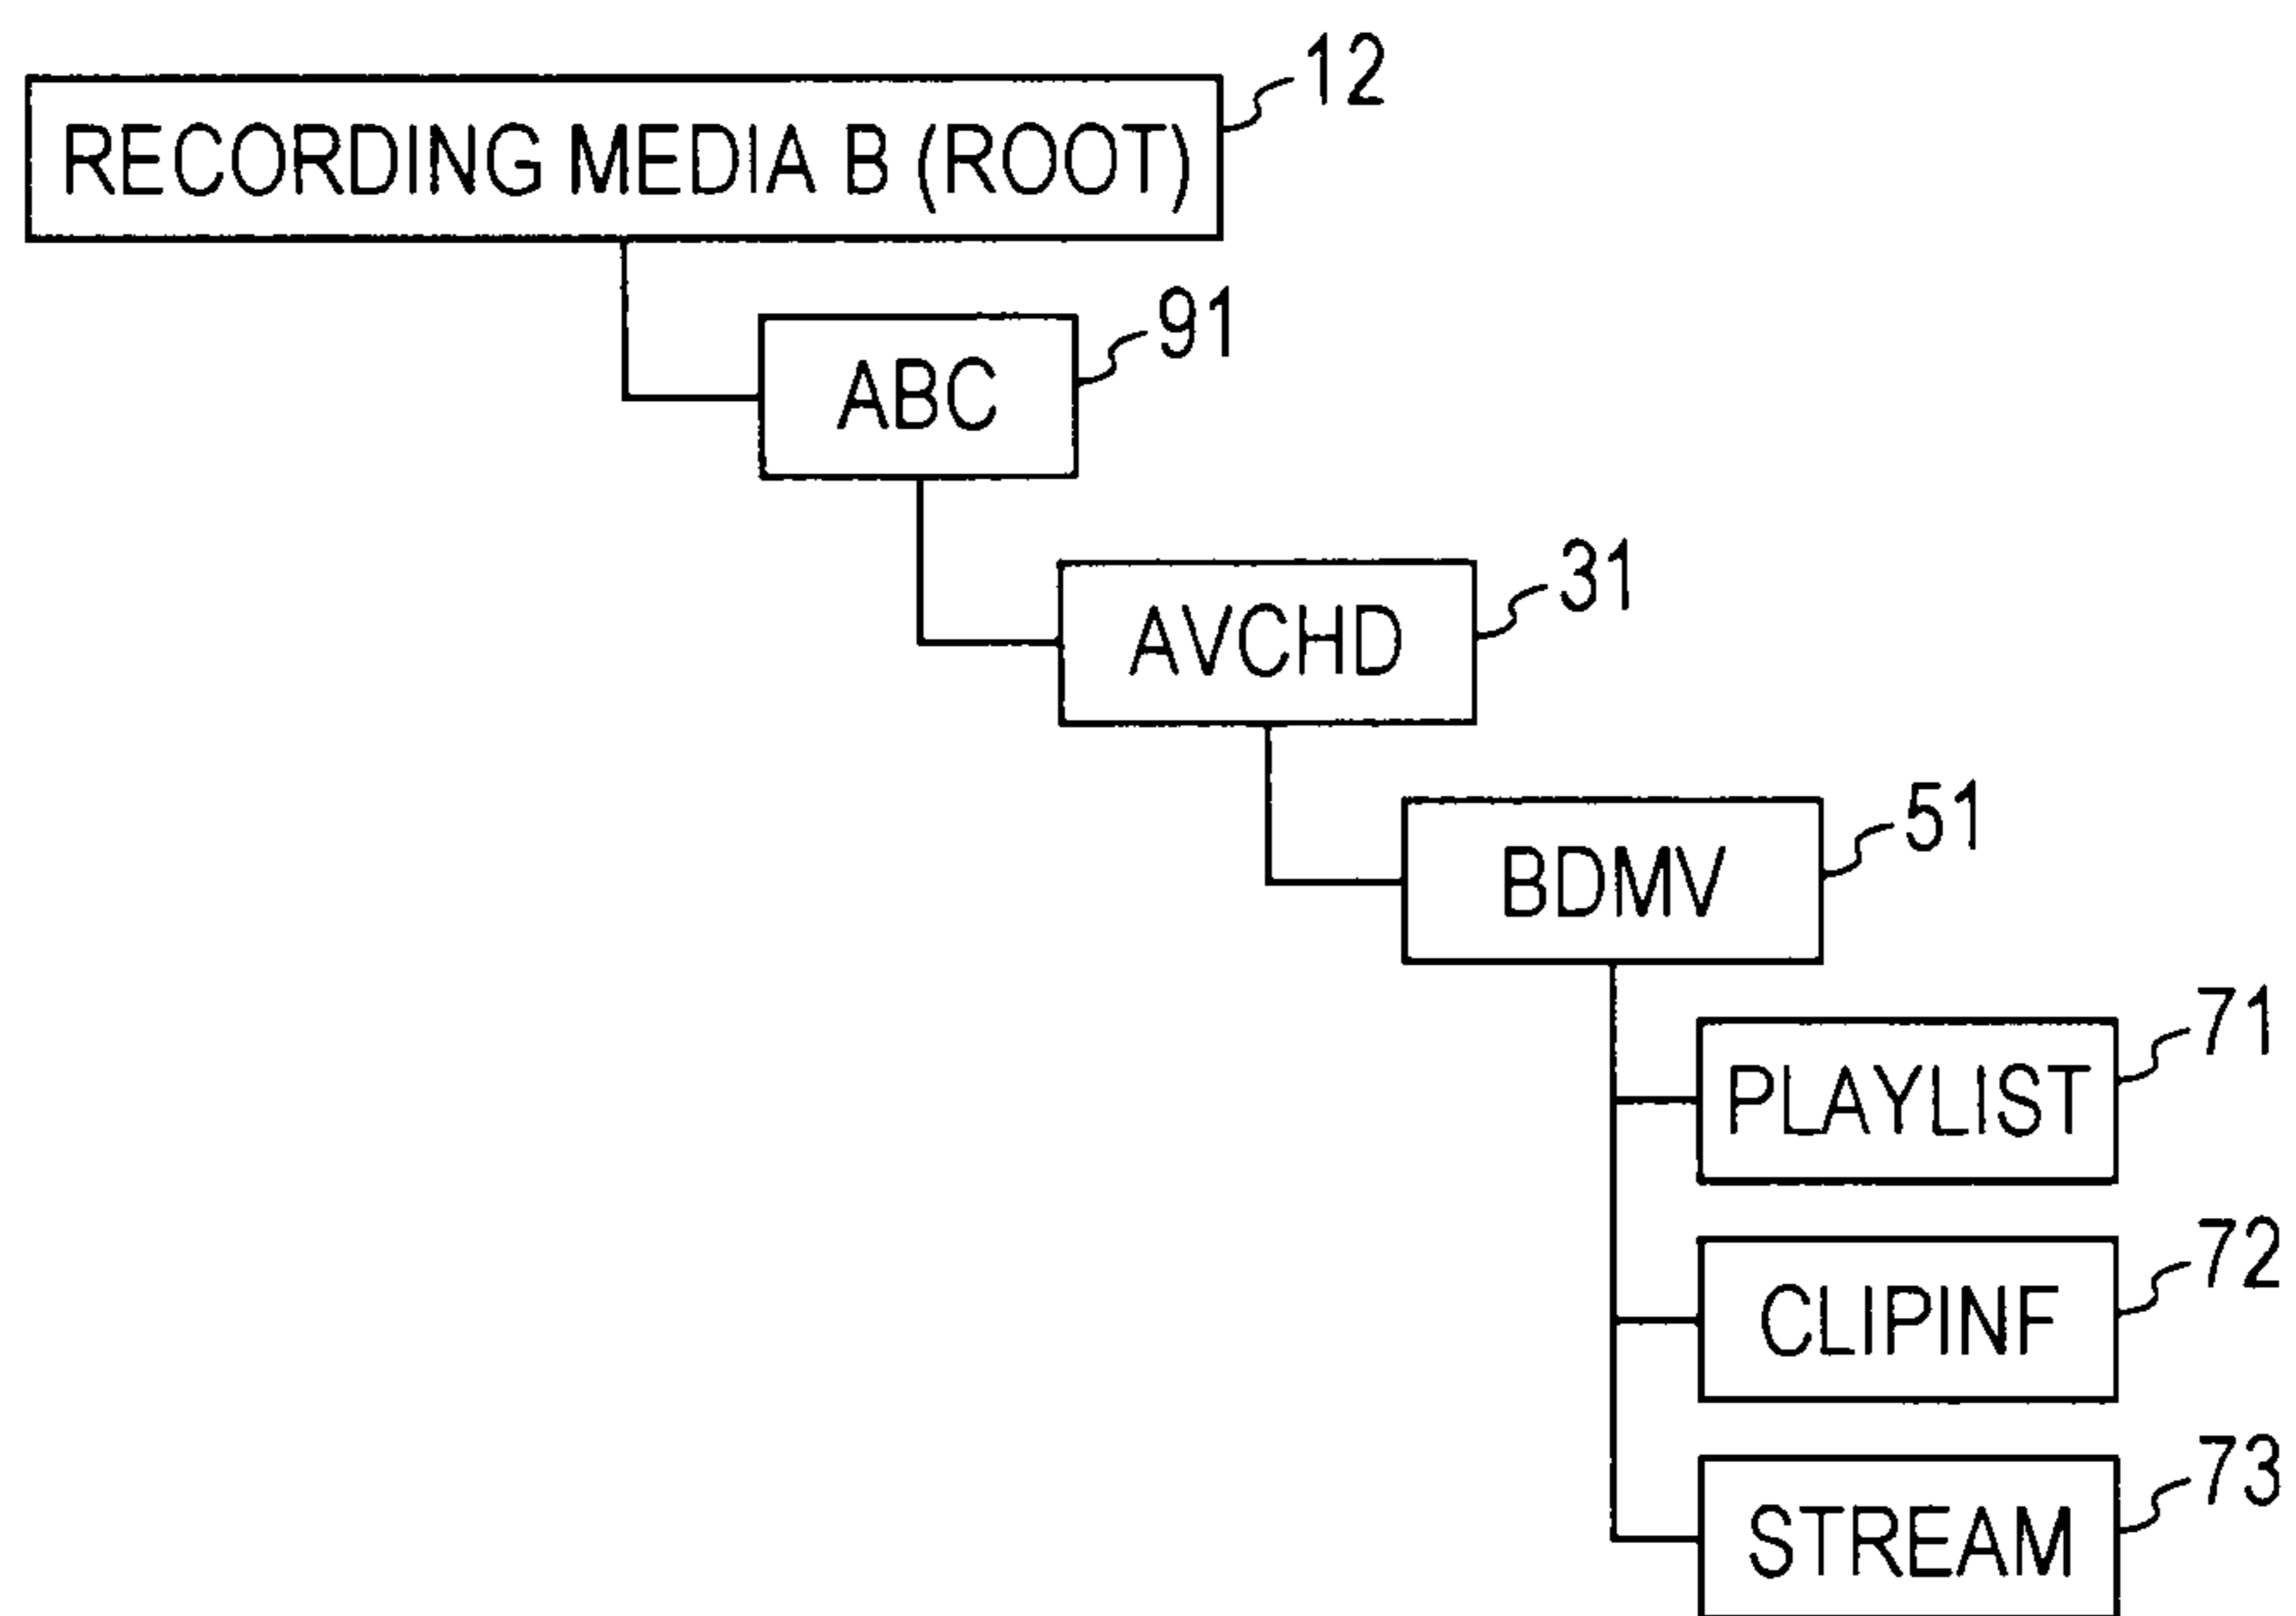 12
RECORDING MEDIA B (ROOT)
91
ABC
31
AVCHD
51
BDMV
71
PLAYLIST
72
CLIPINF
73
STREAM